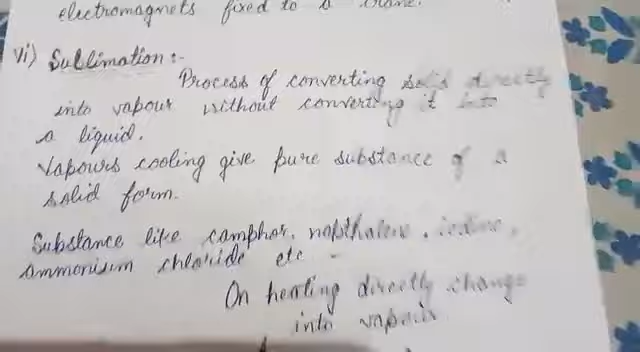 electromagnets fixed to a crane.
vi) Sublimation :-
Process of converting solid directly
into vapour without converting it into
a liquid.
Vapours cooling give pure substance of a
solid form.
Substance like camphor, napthalene, iodine,
ammonium chloride etc -
On heating directly change
into vapour